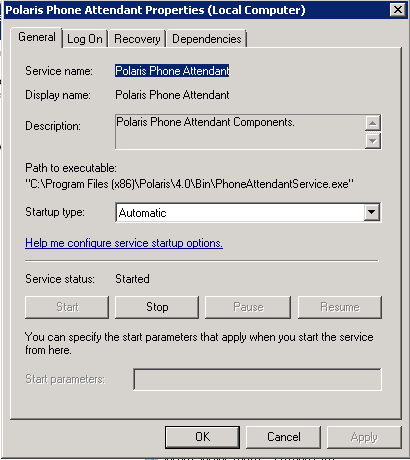 Polaris Phone Attendant Properties (Local Computer)
General Log On Recovery Dependencies
Service name: Polaris Phone Attendant
Display name: Polaris Phone Attendant
Description: Polaris Phone Attendant Components.
Path to executable:
"C:\Program Files (x86)\Polaris\4.0\Bin\PhoneAttendantService.exe"
Startup type: Automatic
Help me configure service startup options.
Service status: Started
Start Stop Pause Resume
You can specify the start parameters that apply when you start the service
from here.
Start parameters:
OK Cancel Apply